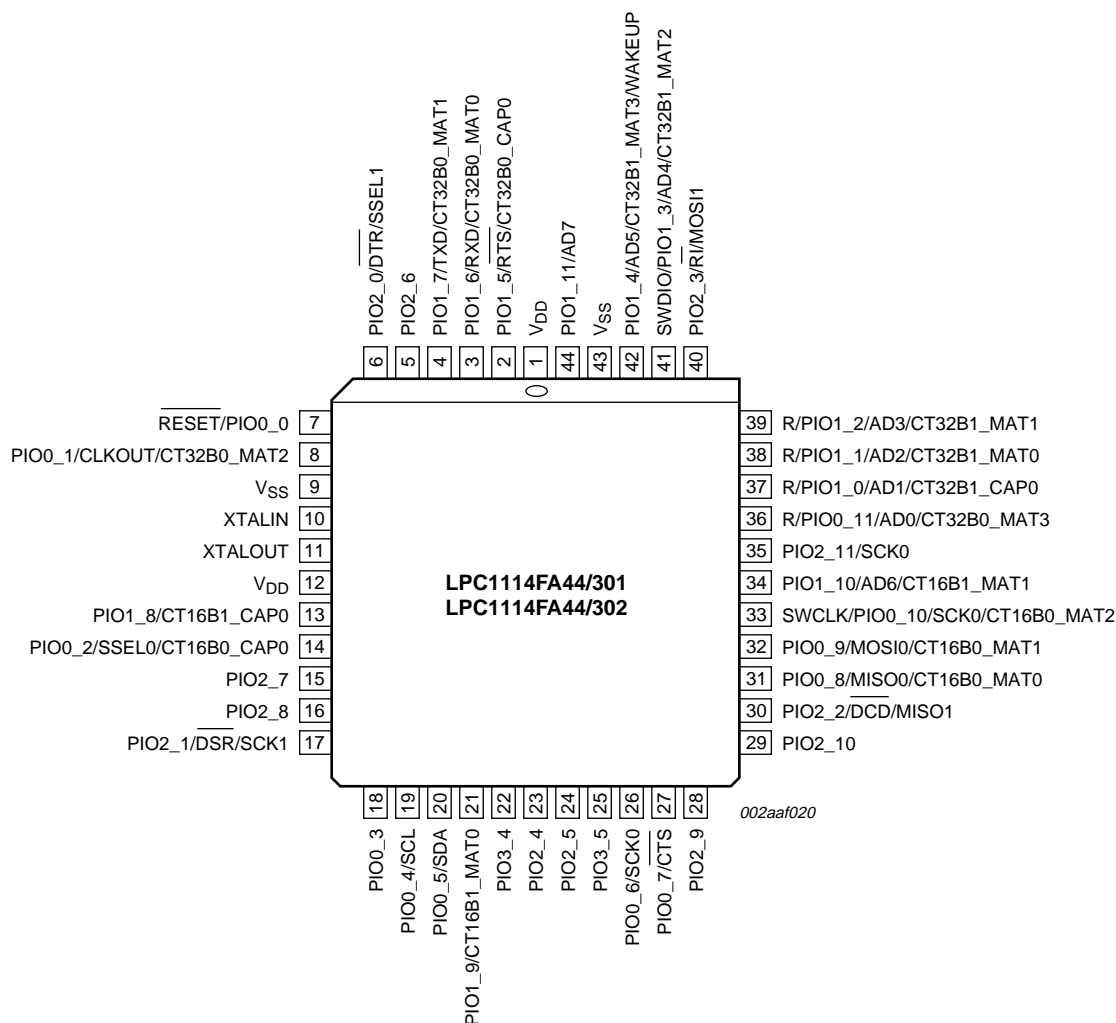 PIO2_0/DTR/SSEL1
PIO2_6
PIO1_7/TXD/CT32B0_MAT1
PIO1_6/RXD/CT32B0_MAT0
PIO1_5/RTS/CT32B0_CAP0
VDD
PIO1_11/AD7
VSS
PIO1_4/AD5/CT32B1_MAT3/WAKEUP
SWDIO/PIO1_3/AD4/CT32B1_MAT2
PIO2_3/RI/MOSI1
6 5 4 3 2 1 44 43 42 41 40
RESET/PIO0_0 7
PIO0_1/CLKOUT/CT32B0_MAT2 8
VSS 9
XTALIN 10
XTALOUT 11
VDD 12
PIO1_8/CT16B1_CAP0 13
PIO0_2/SSEL0/CT16B0_CAP0 14
PIO2_7 15
PIO2_8 16
PIO2_1/DSR/SCK1 17
LPC1114FA44/301
LPC1114FA44/302
39 R/PIO1_2/AD3/CT32B1_MAT1
38 R/PIO1_1/AD2/CT32B1_MAT0
37 R/PIO1_0/AD1/CT32B1_CAP0
36 R/PIO0_11/AD0/CT32B0_MAT3
35 PIO2_11/SCK0
34 PIO1_10/AD6/CT16B1_MAT1
33 SWCLK/PIO0_10/SCK0/CT16B0_MAT2
32 PIO0_9/MOSI0/CT16B0_MAT1
31 PIO0_8/MISO0/CT16B0_MAT0
30 PIO2_2/DCD/MISO1
29 PIO2_10
18 19 20 21 22 23 24 25 26 27 28
PIO0_3
PIO0_4/SCL
PIO0_5/SDA
PIO1_9/CT16B1_MAT0
PIO3_4
PIO2_4
PIO2_5
PIO3_5
PIO0_6/SCK0
PIO0_7/CTS
PIO2_9
002aaf020